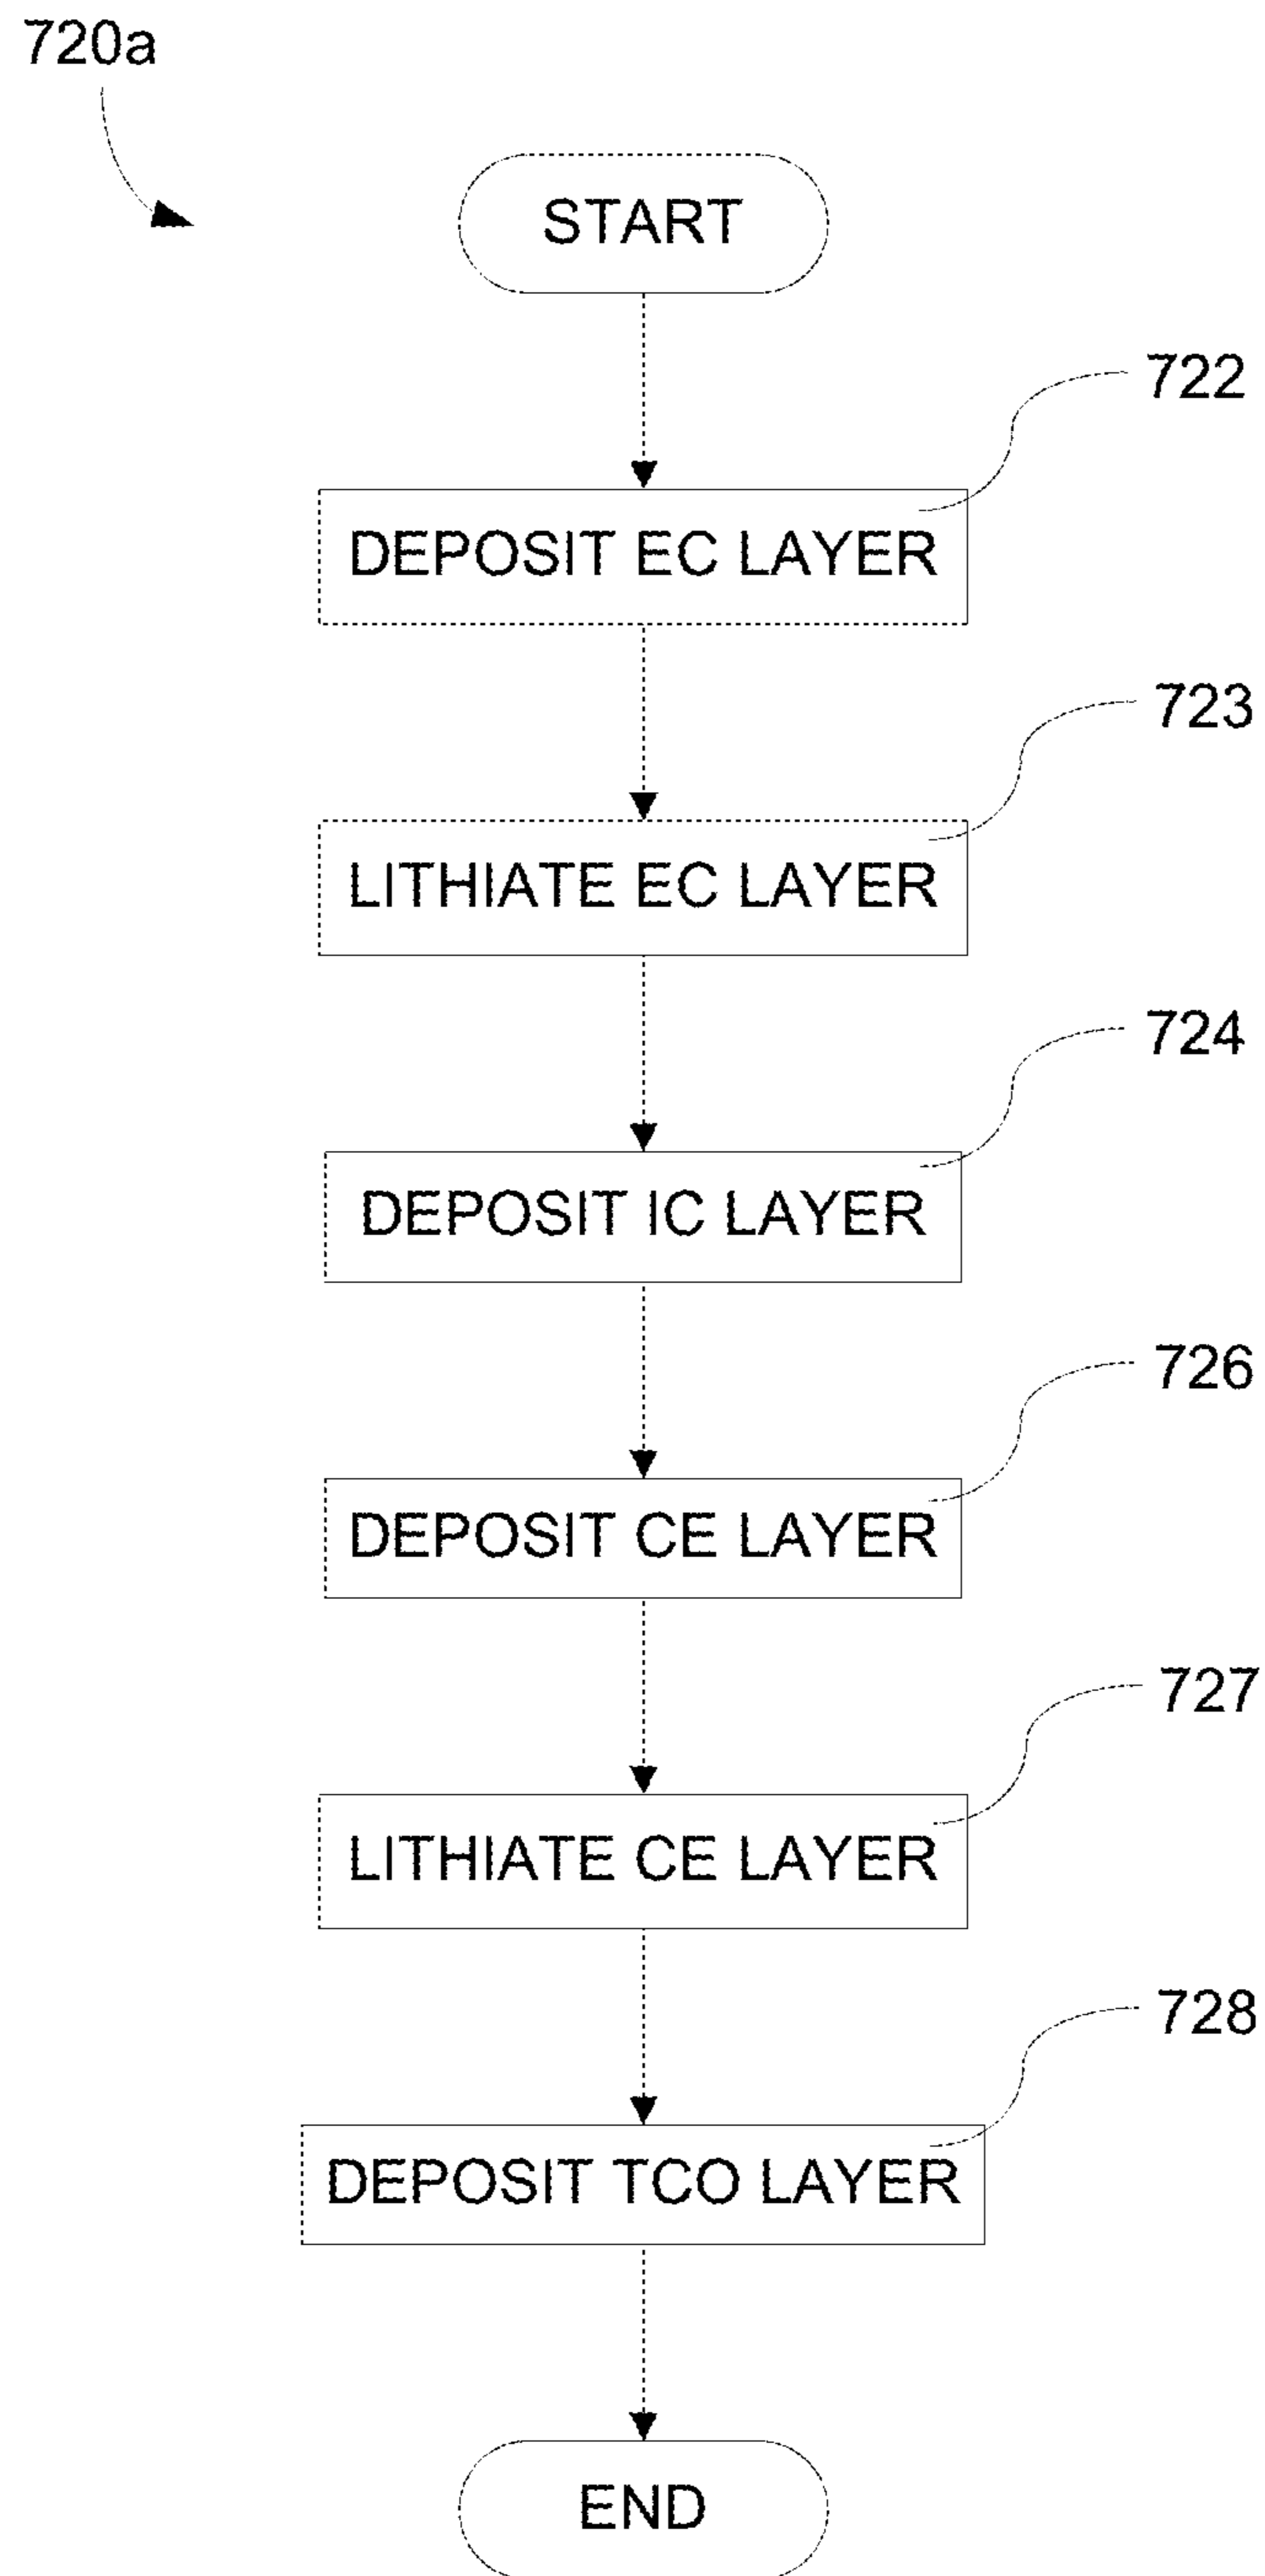 720a
START
722
DEPOSIT EC LAYER
723
LITHIATE EC LAYER
724
DEPOSIT IC LAYER
726
DEPOSIT CE LAYER
727
LITHIATE CE LAYER
728
DEPOSIT TCO LAYER
END